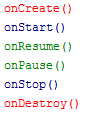 onCreate()
onStart()
onResume()
onPause()
onStop()
onDestroy()